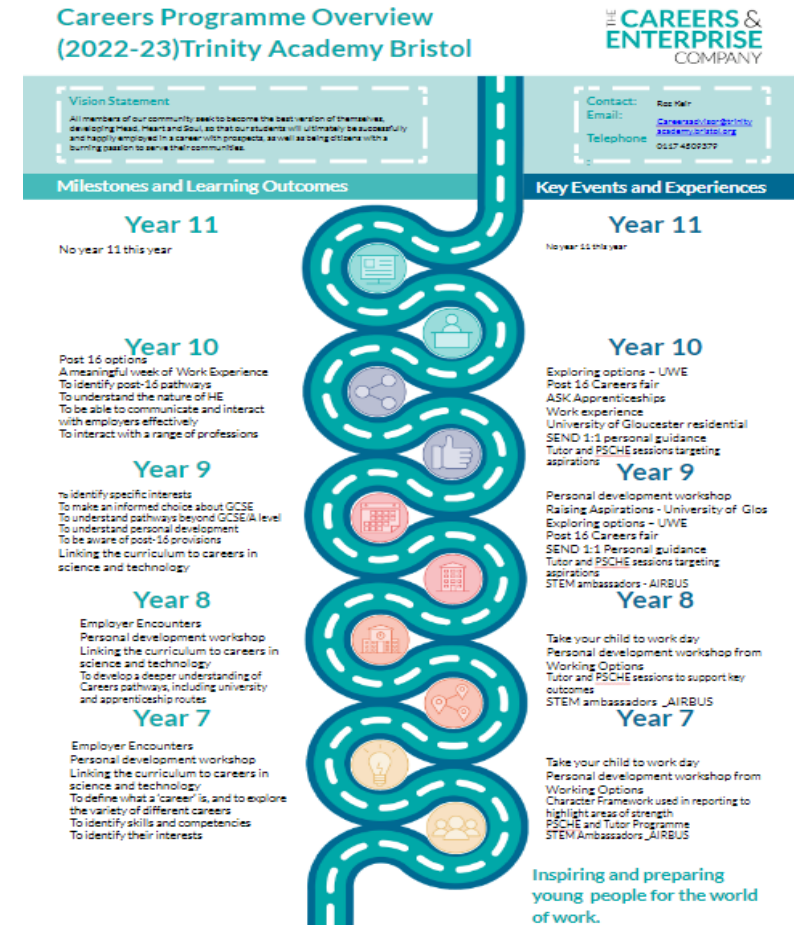 Careers Programme Overview
(2022-23)Trinity Academy Bristol
THE CAREERS &
ENTERPRISE
COMPANY
Vision Statement
All members of our community seek to become the best version of themselves,
developing Head, Heart and Soul, so that our students will ultimately be successfully
and happily employed in a career with prospects, as well as being citizens with a
burning passion to serve their communities.
Contact: Roz Keir
Email: Careersadvisor@trinity
academy.bristol.org
Telephone 0117 4509379
:
Milestones and Learning Outcomes
Key Events and Experiences
Year 11
No year 11 this year
Year 11
No year 11 this year
Year 10
Post 16 options
A meaningful week of Work Experience
To identify post-16 pathways
To understand the nature of HE
To be able to communicate and interact
with employers effectively
To interact with a range of professions
Year 10
Exploring options – UWE
Post 16 Careers fair
ASK Apprenticeships
Work experience
University of Gloucester residential
SEND 1:1 personal guidance
Tutor and PSCHE sessions targeting
aspirations
Year 9
To identify specific interests
To make an informed choice about GCSE
To understand pathways beyond GCSE/A level
To understand personal development
To be aware of post-16 provisions
Linking the curriculum to careers in
science and technology
Year 9
Personal development workshop
Raising Aspirations - University of Glos
Exploring options – UWE
Post 16 Careers fair
SEND 1:1 Personal guidance
Tutor and PSCHE sessions targeting
aspirations
STEM ambassadors - AIRBUS
Year 8
Employer Encounters
Personal development workshop
Linking the curriculum to careers in
science and technology
To develop a deeper understanding of
Careers pathways, including university
and apprenticeship routes
Year 8
Take your child to work day
Personal development workshop from
Working Options
Tutor and PSCHE sessions to support key
outcomes
STEM ambassadors _AIRBUS
Year 7
Employer Encounters
Personal development workshop
Linking the curriculum to careers in
science and technology
To define what a 'career' is, and to explore
the variety of different careers
To identify skills and competencies
To identify their interests
Year 7
Take your child to work day
Personal development workshop from
Working Options
Character Framework used in reporting to
highlight areas of strength
PSCHE and Tutor Programme
STEM Ambassadors _AIRBUS
Inspiring and preparing
young people for the world
of work.